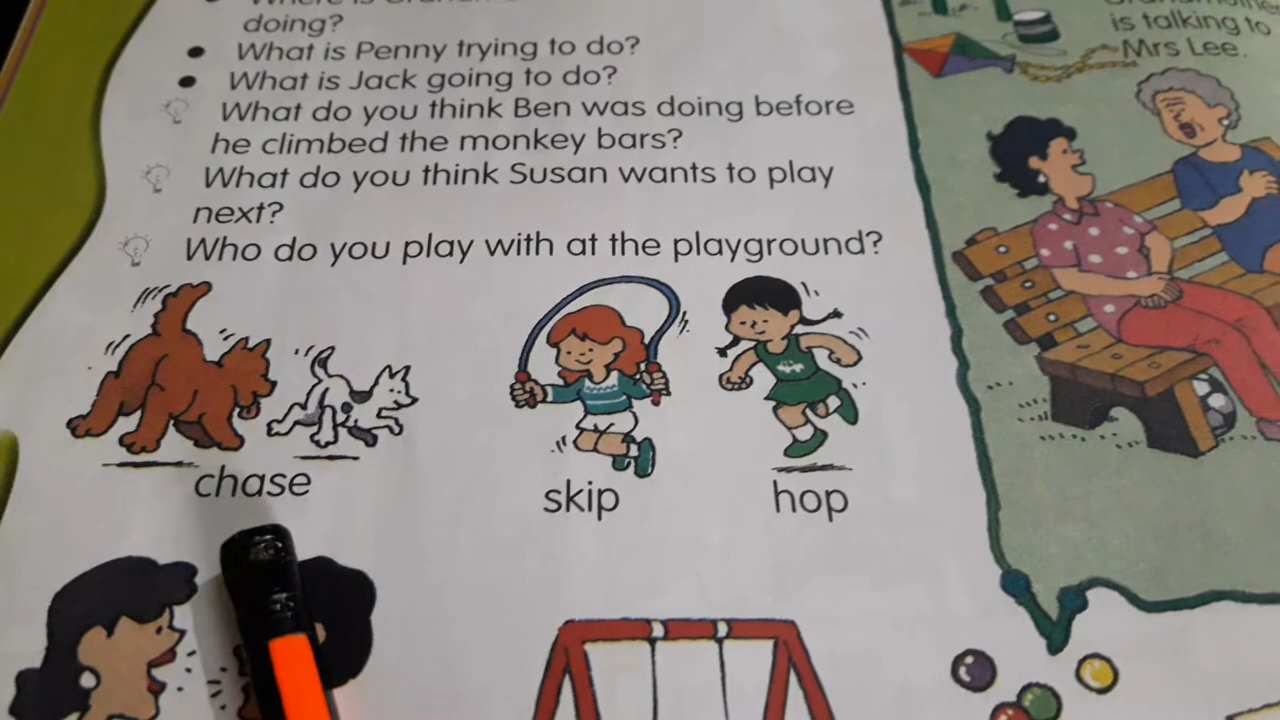 doing?
• What is Penny trying to do?
• What is Jack going to do?
What do you think Ben was doing before
he climbed the monkey bars?
What do you think Susan wants to play
next?
Who do you play with at the playground?
chase
skip
hop
is talking to
Mrs Lee.